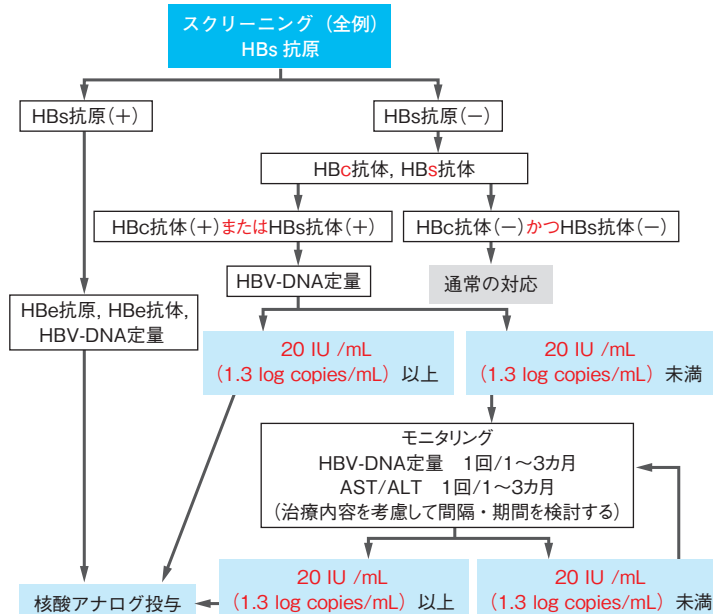 スクリーニング（全例）
HBs 抗原
HBs抗原（＋）
HBs抗原（－）
HBc抗体, HBs抗体
HBc抗体（＋）またはHBs抗体（＋）
HBc抗体（－）かつHBs抗体（－）
HBV-DNA定量
通常の対応
HBe抗原, HBe抗体,
HBV-DNA定量
20 IU /mL
（1.3 log copies/mL）以上
20 IU /mL
（1.3 log copies/mL）未満
モニタリング
HBV-DNA定量　1回/1〜3カ月
AST/ALT　1回/1〜3カ月
（治療内容を考慮して間隔・期間を検討する）
20 IU /mL
（1.3 log copies/mL）以上
20 IU /mL
（1.3 log copies/mL）未満
核酸アナログ投与